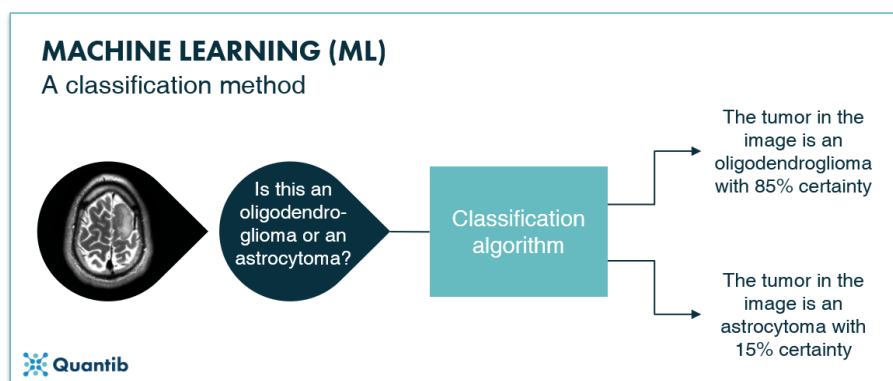 MACHINE LEARNING (ML)
A classification method
Is this an
oligodendro-
glioma or an
astrocytoma?
Classification
algorithm
The tumor in the
image is an
oligodendroglioma
with 85% certainty
The tumor in the
image is an
astrocytoma with
15% certainty
Quantib